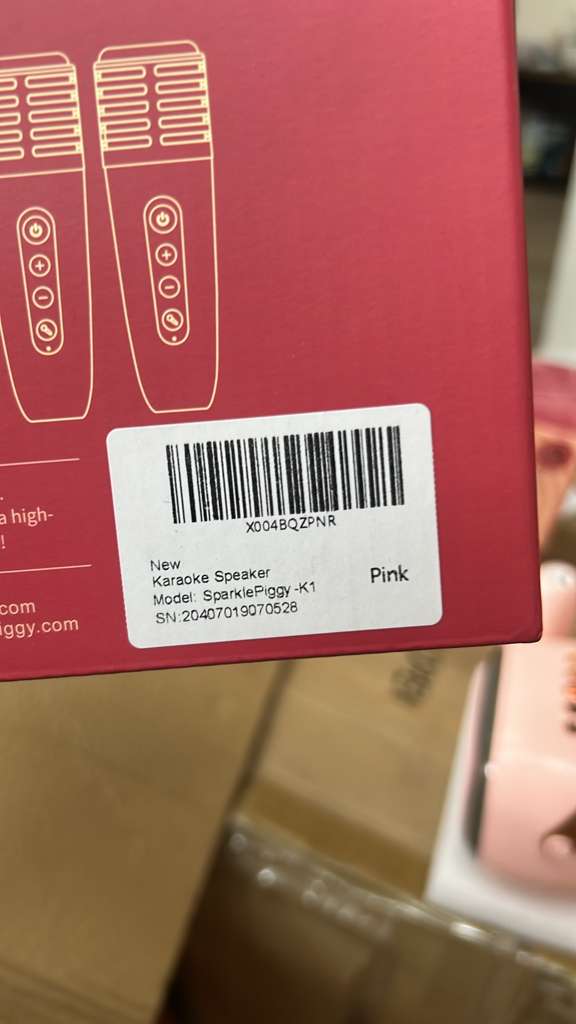 a high-
!
.com
iggy.com
X004BQZPNR
New
Karaoke Speaker
Model: SparklePiggy-K1
SN:20407019070528
Pink